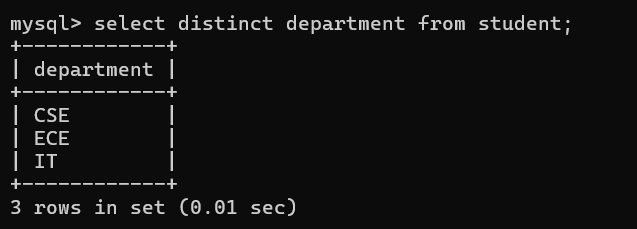 mysql> select distinct department from student;
+------------+
| department |
+------------+
| CSE        |
| ECE        |
| IT         |
+------------+
3 rows in set (0.01 sec)